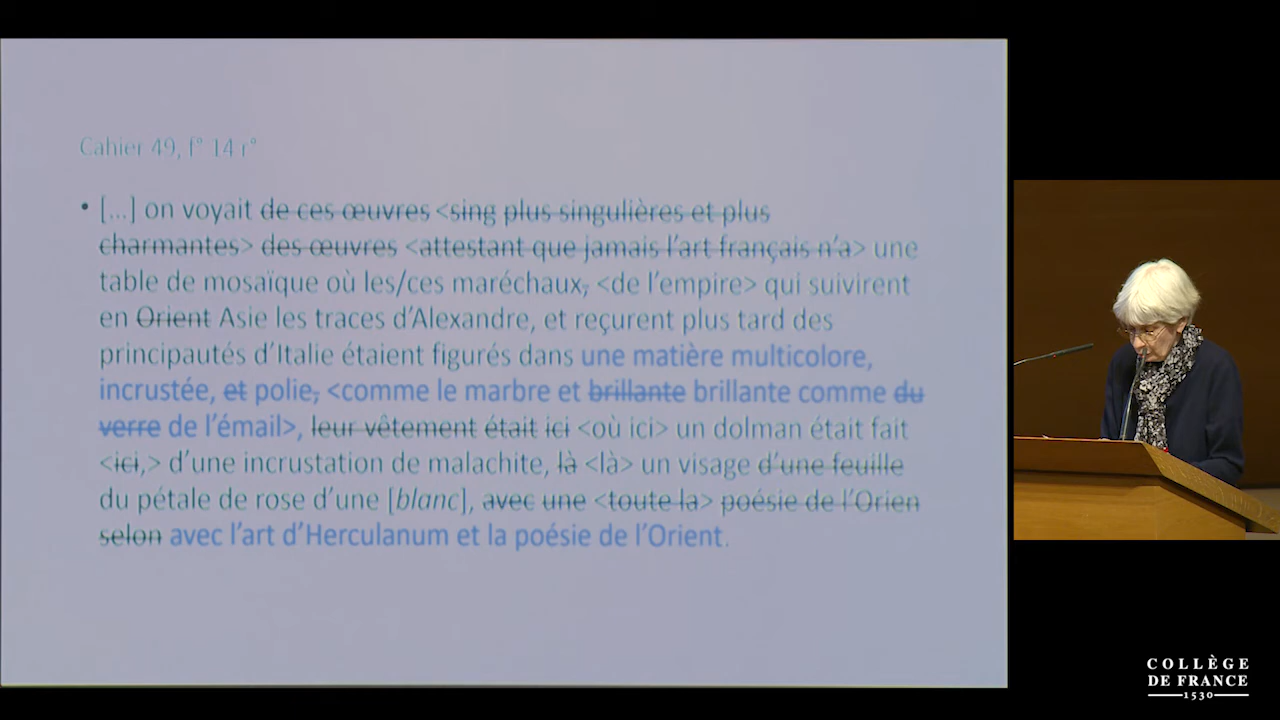 Cahier 49, f° 14 r°
• [...] on voyait de ces œuvres <sing plus singulières et plus
charmantes> des œuvres <attestant que jamais l'art français n'a> une
table de mosaïque où les/ces maréchaux, <de l'empire> qui suivirent
en Orient Asie les traces d'Alexandre, et reçurent plus tard des
principautés d'Italie étaient figurés dans une matière multicolore,
incrustée, et polie, <comme le marbre et brillante brillante comme du
verre de l'émail>, leur vêtement était ici <où ici> un dolman était fait
<ici,> d'une incrustation de malachite, là <là> un visage d'une feuille
du pétale de rose d'une [blanc], avec une <toute la> poésie de l'Orien
selon avec l'art d'Herculanum et la poésie de l'Orient.
COLLÈGE
DE FRANCE
1530